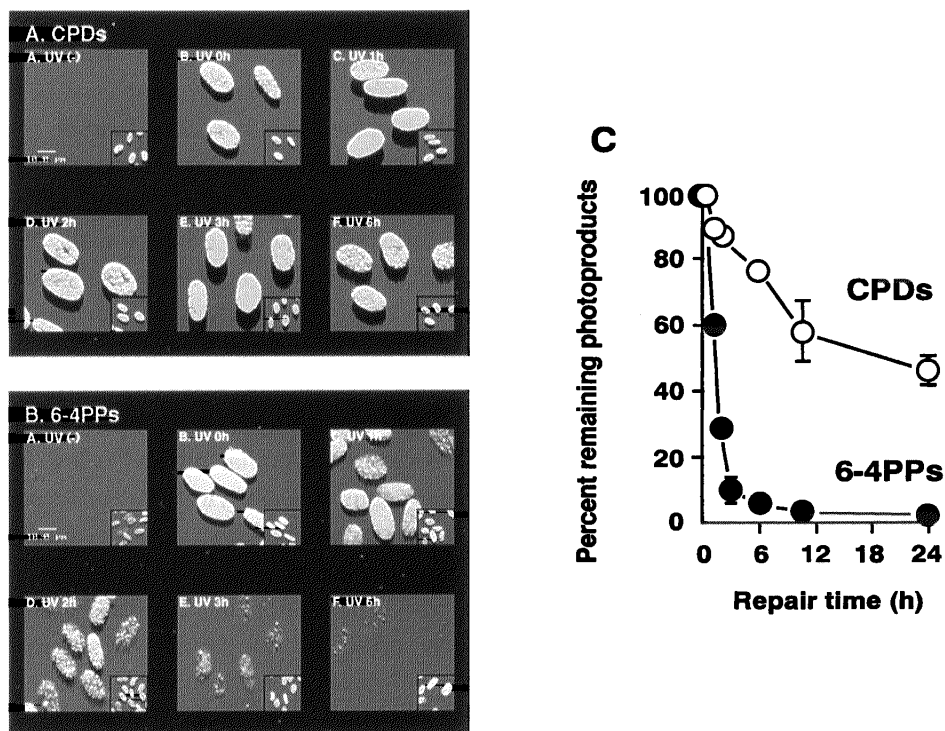 A. CPDs
A. UV (-)
B. UV 0h
C. UV 1h
D. UV 2h
E. UV 3h
F. UV 6h
B. 6-4PPs
A. UV (-)
B. UV 0h
UV 1h
D. UV 2h
E. UV 3h
F. UV 6h
C
Percent remaining photoproducts
100
80
60
40
20
0
CPDs
6-4PPs
0 6 12 18 24
Repair time (h)